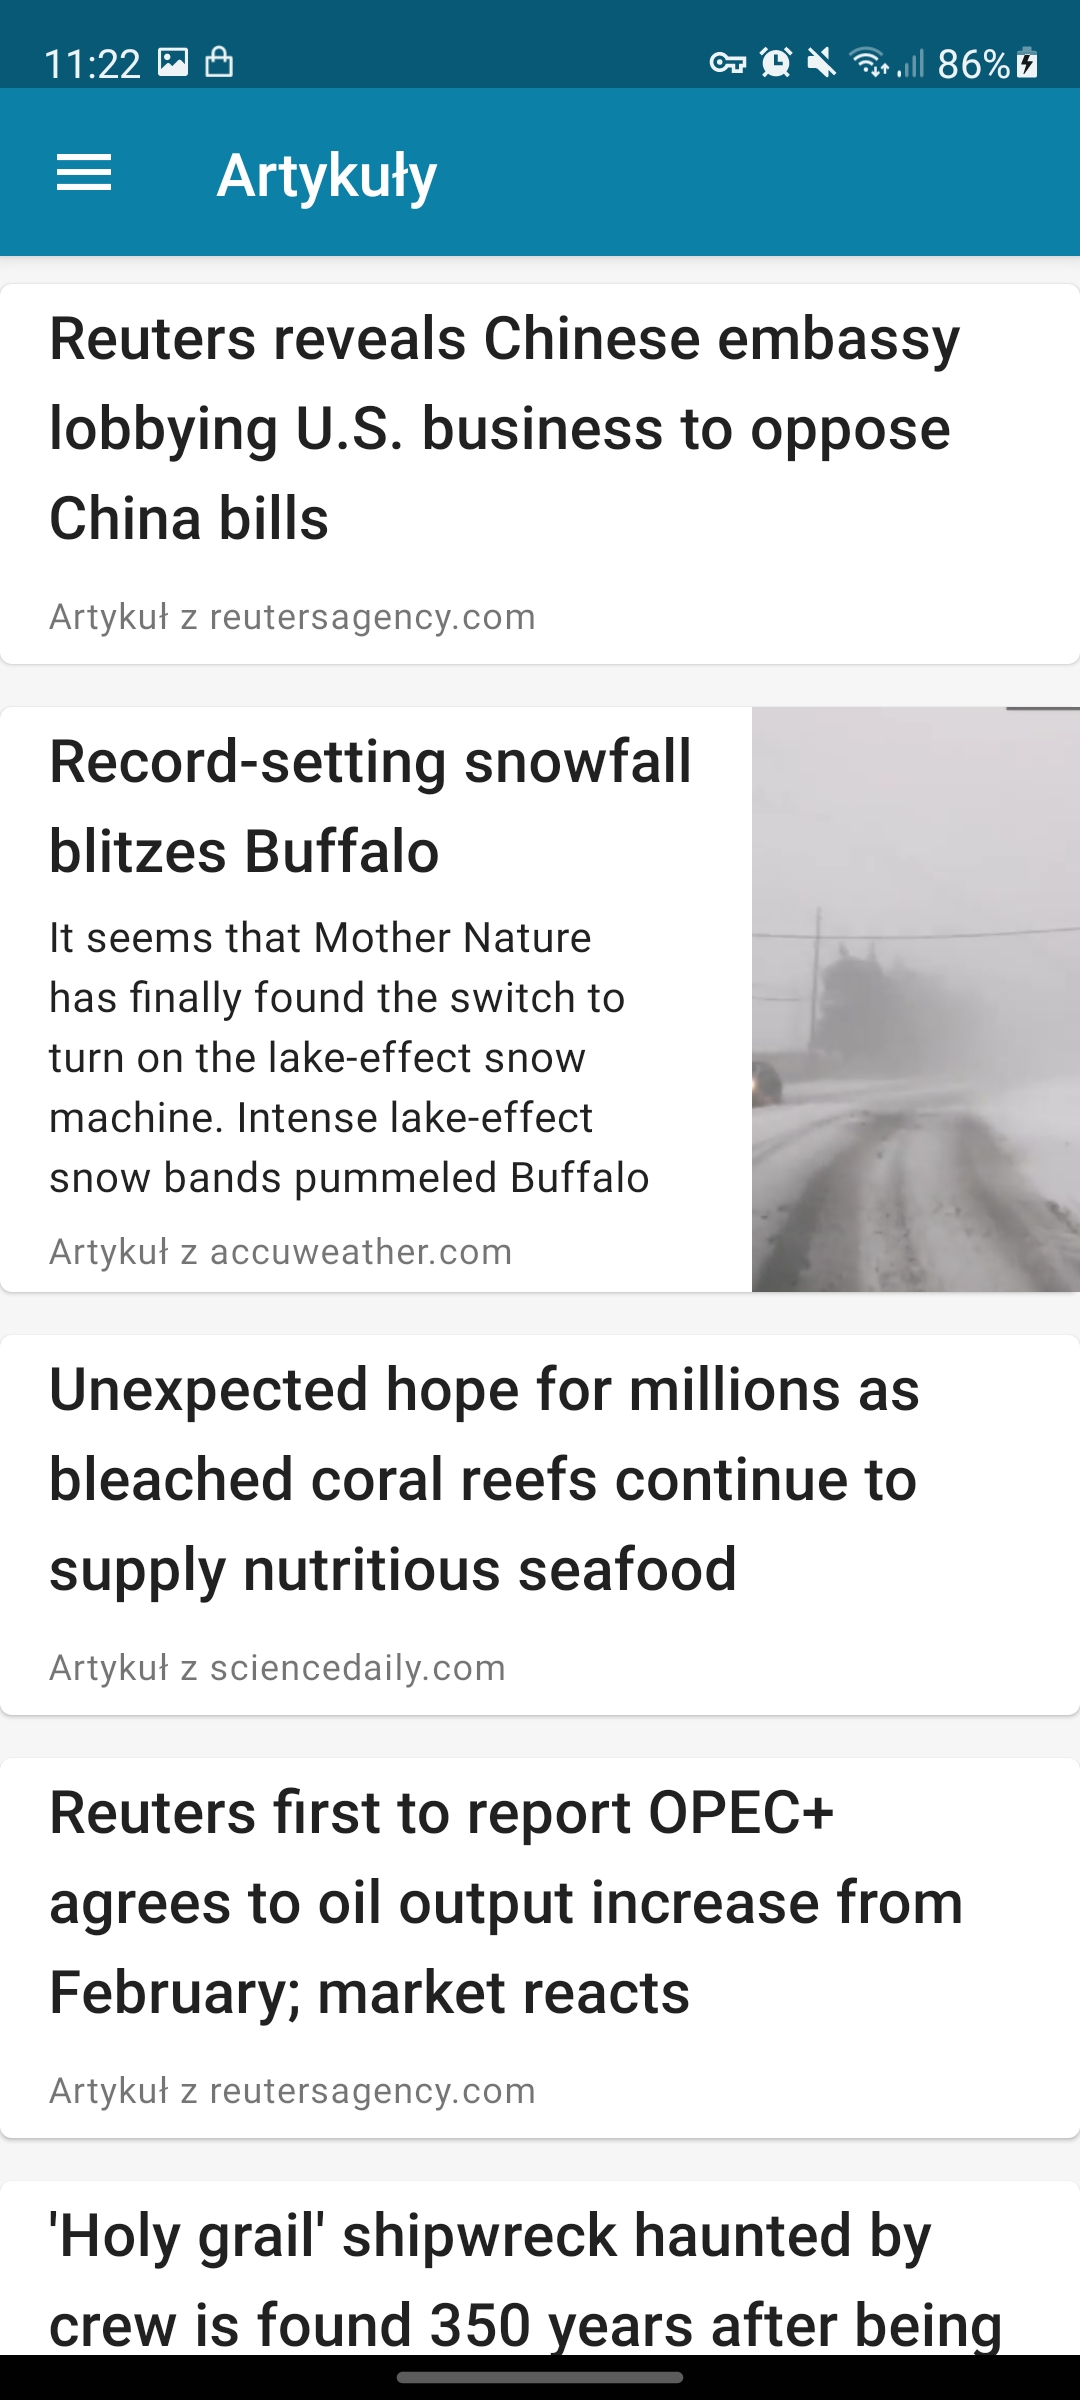 11:22 86%
Artykuły
Reuters reveals Chinese embassy
lobbying U.S. business to oppose
China bills
Artykuł z reutersagency.com
Record-setting snowfall
blitzes Buffalo
It seems that Mother Nature
has finally found the switch to
turn on the lake-effect snow
machine. Intense lake-effect
snow bands pummeled Buffalo
Artykuł z accuweather.com
Unexpected hope for millions as
bleached coral reefs continue to
supply nutritious seafood
Artykuł z sciencedaily.com
Reuters first to report OPEC+
agrees to oil output increase from
February; market reacts
Artykuł z reutersagency.com
'Holy grail' shipwreck haunted by
crew is found 350 years after being